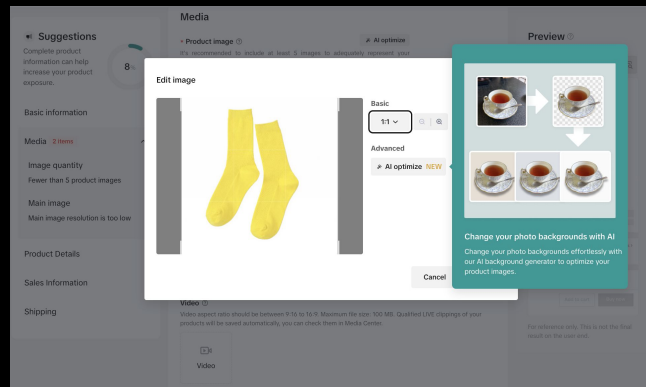 Media
Suggestions
Preview
Complete product
information can help
increase your product
exposure.
8%
• Product image
AI optimize
It's recommended to include at least 5 images to adequately represent your
Edit image
Basic
1:1
Advanced
AI optimize NEW
Cancel
Change your photo backgrounds with AI
Change your photo backgrounds effortlessly with
our AI background generator to optimize your
product images.
Basic information
Media 2 items
Image quantity
Fewer than 5 product images
Main image
Main image resolution is too low
Product Details
Sales Information
Shipping
Video
Video aspect ratio should be between 9:16 to 16:9. Maximum file size: 100 MB. Qualified LIVE clippings of your
products will be saved automatically, you can check them in Media Center.
Video
For reference only. This is not the final
result on the user end.